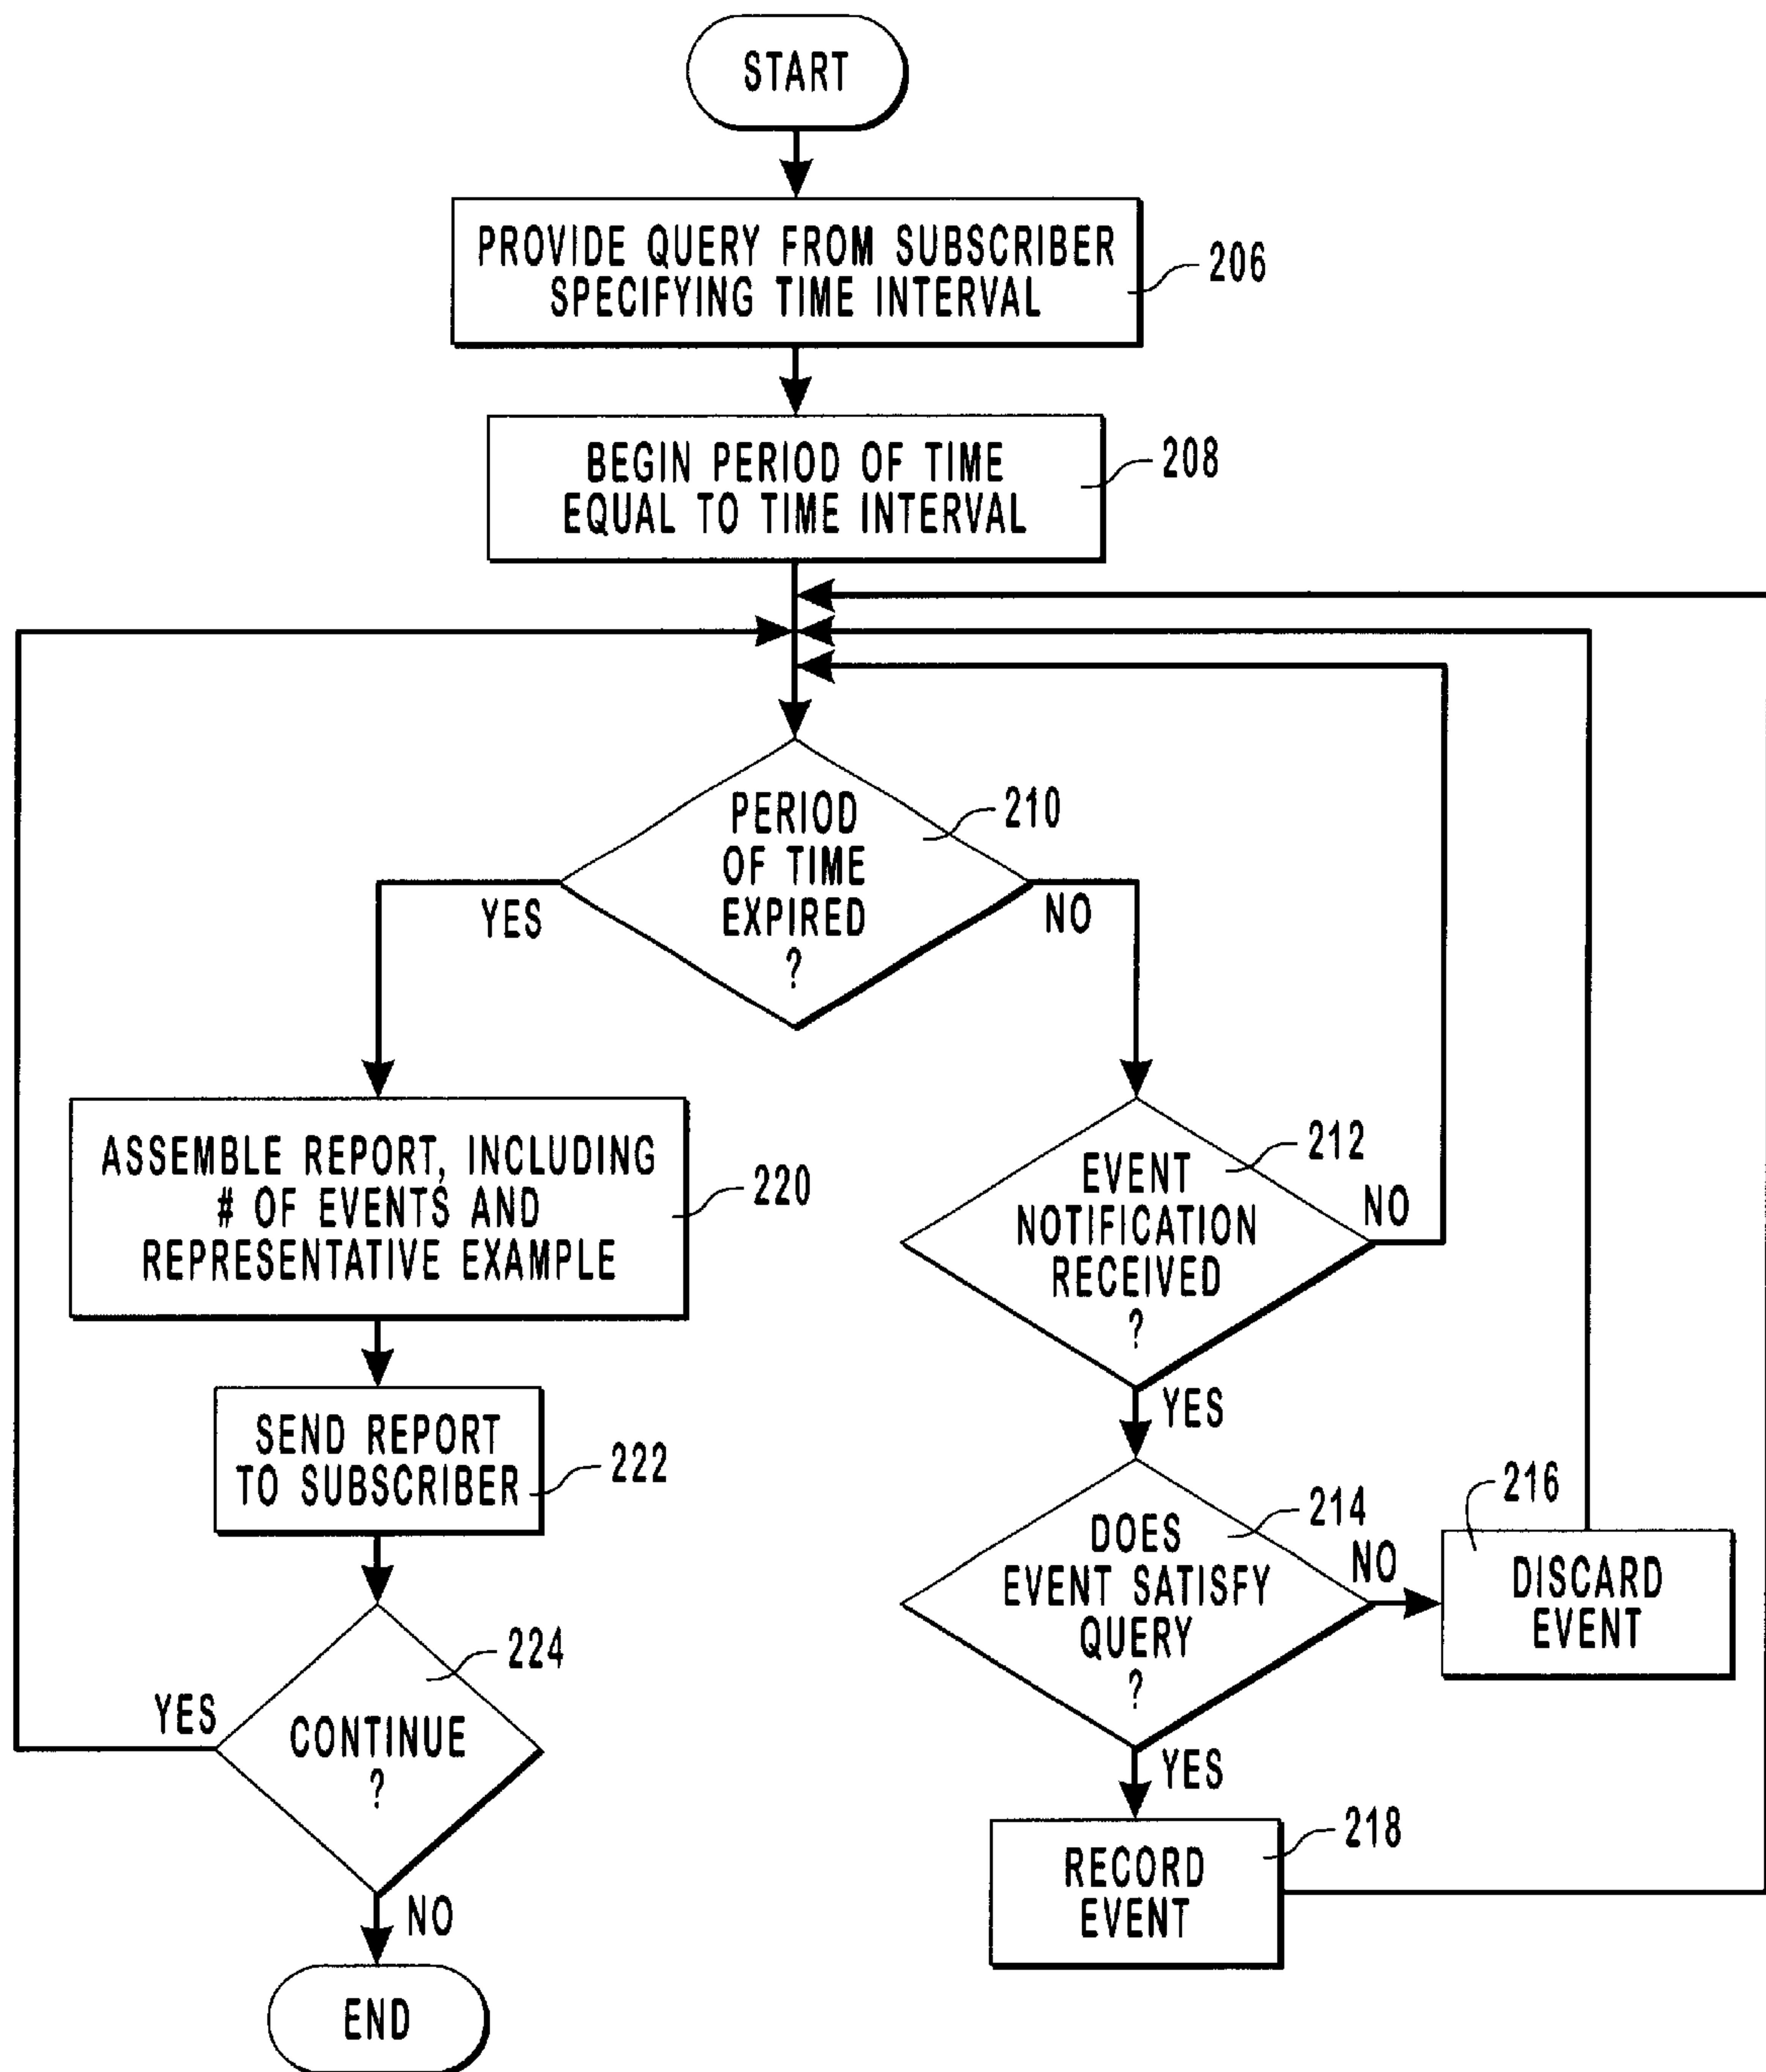 START
PROVIDE QUERY FROM SUBSCRIBER
SPECIFYING TIME INTERVAL
206
BEGIN PERIOD OF TIME
EQUAL TO TIME INTERVAL
208
PERIOD
OF TIME
EXPIRED
?
210
YES
NO
ASSEMBLE REPORT, INCLUDING
# OF EVENTS AND
REPRESENTATIVE EXAMPLE
220
EVENT
NOTIFICATION
RECEIVED
?
212
NO
YES
SEND REPORT
TO SUBSCRIBER
222
DOES
EVENT SATISFY
QUERY
?
214
NO
216
DISCARD
EVENT
YES
CONTINUE
?
224
YES
NO
RECORD
EVENT
218
END